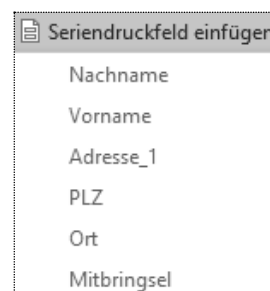 Seriendruckfeld einfügen
Nachname
Vorname
Adresse_1
PLZ
Ort
Mitbringsel